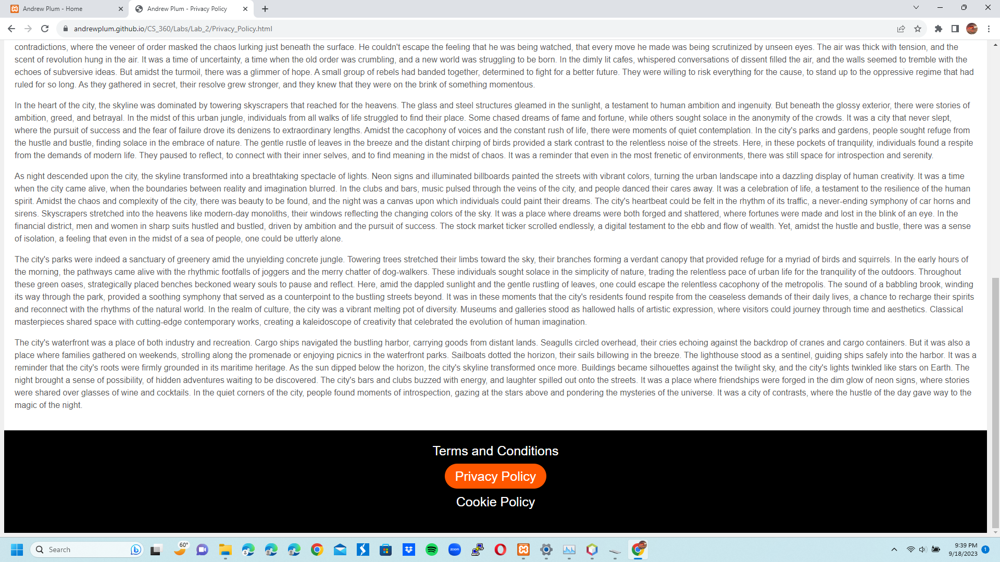 Andrew Plum - Home
Andrew Plum - Privacy Policy
andrewplum.github.io/CS_360/Labs/Lab_2/Privacy_Policy.html
contradictions, where the veneer of order masked the chaos lurking just beneath the surface. He couldn't escape the feeling that he was being watched, that every move he made was being scrutinized by unseen eyes. The air was thick with tension, and the
scent of revolution hung in the air. It was a time of uncertainty, a time when the old order was crumbling, and a new world was struggling to be born. In the dimly lit cafes, whispered conversations of dissent filled the air, and the walls seemed to tremble with the
echoes of subversive ideas. But amidst the turmoil, there was a glimmer of hope. A small group of rebels had banded together, determined to fight for a better future. They were willing to risk everything for the cause, to stand up to the oppressive regime that had
ruled for so long. As they gathered in secret, their resolve grew stronger, and they knew that they were on the brink of something momentous.
In the heart of the city, the skyline was dominated by towering skyscrapers that reached for the heavens. The glass and steel structures gleamed in the sunlight, a testament to human ambition and ingenuity. But beneath the glossy exterior, there were stories of
ambition, greed, and betrayal. In the midst of this urban jungle, individuals from all walks of life struggled to find their place. Some chased dreams of fame and fortune, while others sought solace in the anonymity of the crowds. It was a city that never slept,
where the pursuit of success and the fear of failure drove its denizens to extraordinary lengths. Amidst the cacophony of voices and the constant rush of life, there were moments of quiet contemplation. In the city's parks and gardens, people sought refuge from
the hustle and bustle, finding solace in the embrace of nature. The gentle rustle of leaves in the breeze and the distant chirping of birds provided a stark contrast to the relentless noise of the streets. Here, in these pockets of tranquility, individuals found a respite
from the demands of modern life. They paused to reflect, to connect with their inner selves, and to find meaning in the midst of chaos. It was a reminder that even in the most frenetic of environments, there was still space for introspection and serenity.
As night descended upon the city, the skyline transformed into a breathtaking spectacle of lights. Neon signs and illuminated billboards painted the streets with vibrant colors, turning the urban landscape into a dazzling display of human creativity. It was a time
when the city came alive, when the boundaries between reality and imagination blurred. In the clubs and bars, music pulsed through the veins of the city, and people danced their cares away. It was a celebration of life, a testament to the resilience of the human
spirit. Amidst the chaos and complexity of the city, there was beauty to be found, and the night was a canvas upon which individuals could paint their dreams. The city's heartbeat could be felt in the rhythm of its traffic, a never-ending symphony of car horns and
sirens. Skyscrapers stretched into the heavens like modern-day monoliths, their windows reflecting the changing colors of the sky. It was a place where dreams were both forged and shattered, where fortunes were made and lost in the blink of an eye. In the
financial district, men and women in sharp suits hustled and bustled, driven by ambition and the pursuit of success. The stock market ticker scrolled endlessly, a digital testament to the ebb and flow of wealth. Yet, amidst the hustle and bustle, there was a sense
of isolation, a feeling that even in the midst of a sea of people, one could be utterly alone.
The city's parks were indeed a sanctuary of greenery amid the unyielding concrete jungle. Towering trees stretched their limbs toward the sky, their branches forming a verdant canopy that provided refuge for a myriad of birds and squirrels. In the early hours of
the morning, the pathways came alive with the rhythmic footfalls of joggers and the merry chatter of dog-walkers. These individuals sought solace in the simplicity of nature, trading the relentless pace of urban life for the tranquility of the outdoors. Throughout
these green oases, strategically placed benches beckoned weary souls to pause and reflect. Here, amid the dappled sunlight and the gentle rustling of leaves, one could escape the relentless cacophony of the metropolis. The sound of a babbling brook, winding
its way through the park, provided a soothing symphony that served as a counterpoint to the bustling streets beyond. It was in these moments that the city's residents found respite from the ceaseless demands of their daily lives, a chance to recharge their spirits
and reconnect with the rhythms of the natural world. In the realm of culture, the city was a vibrant melting pot of diversity. Museums and galleries stood as hallowed halls of artistic expression, where visitors could journey through time and aesthetics. Classical
masterpieces shared space with cutting-edge contemporary works, creating a kaleidoscope of creativity that celebrated the evolution of human imagination.
The city's waterfront was a place of both industry and recreation. Cargo ships navigated the bustling harbor, carrying goods from distant lands. Seagulls circled overhead, their cries echoing against the backdrop of cranes and cargo containers. But it was also a
place where families gathered on weekends, strolling along the promenade or enjoying picnics in the waterfront parks. Sailboats dotted the horizon, their sails billowing in the breeze. The lighthouse stood as a sentinel, guiding ships safely into the harbor. It was a
reminder that the city's roots were firmly grounded in its maritime heritage. As the sun dipped below the horizon, the city's skyline transformed once more. Buildings became silhouettes against the twilight sky, and the city's lights twinkled like stars on Earth. The
night brought a sense of possibility, of hidden adventures waiting to be discovered. The city's bars and clubs buzzed with energy, and laughter spilled out onto the streets. It was a place where friendships were forged in the dim glow of neon signs, where stories
were shared over glasses of wine and cocktails. In the quiet corners of the city, people found moments of introspection, gazing at the stars above and pondering the mysteries of the universe. It was a city of contrasts, where the hustle of the day gave way to the
magic of the night.
Terms and Conditions
Privacy Policy
Cookie Policy
Search
60°
zoom
9:39 PM
9/18/2023
1